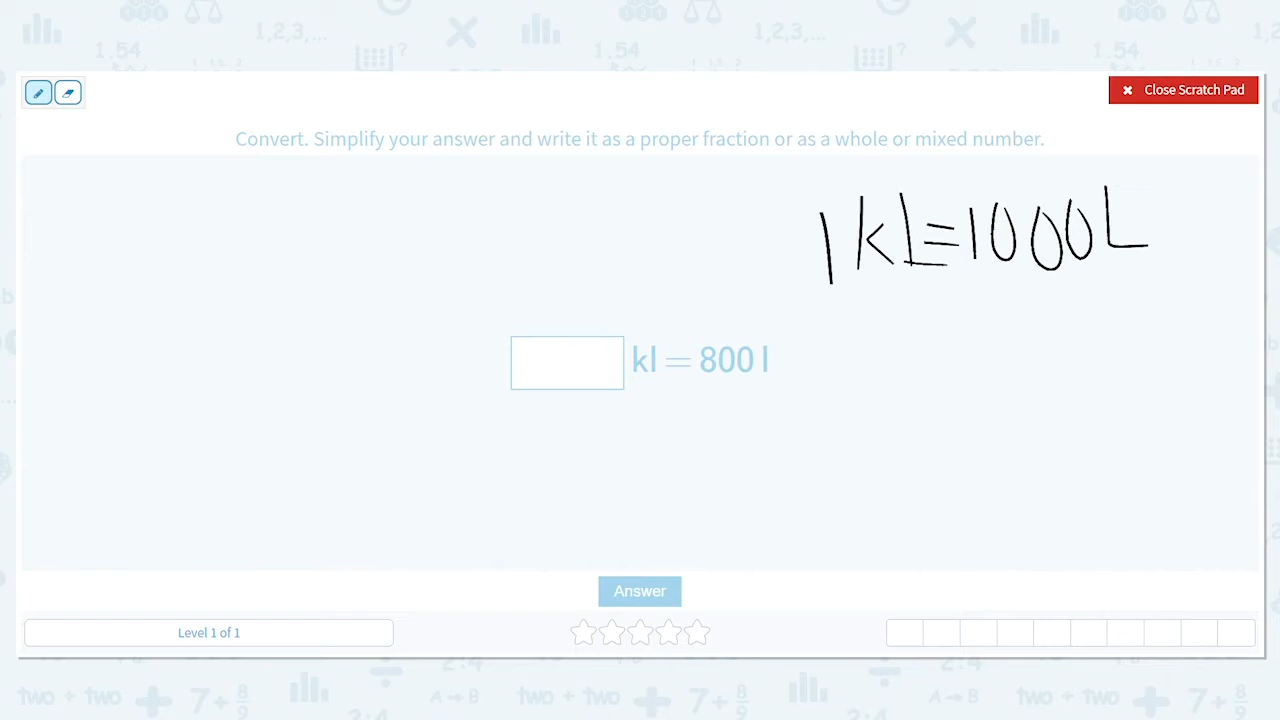 Close Scratch Pad
Convert. Simplify your answer and write it as a proper fraction or as a whole or mixed number.
1 kL = 1000 L
kl = 800 l
Answer
Level 1 of 1